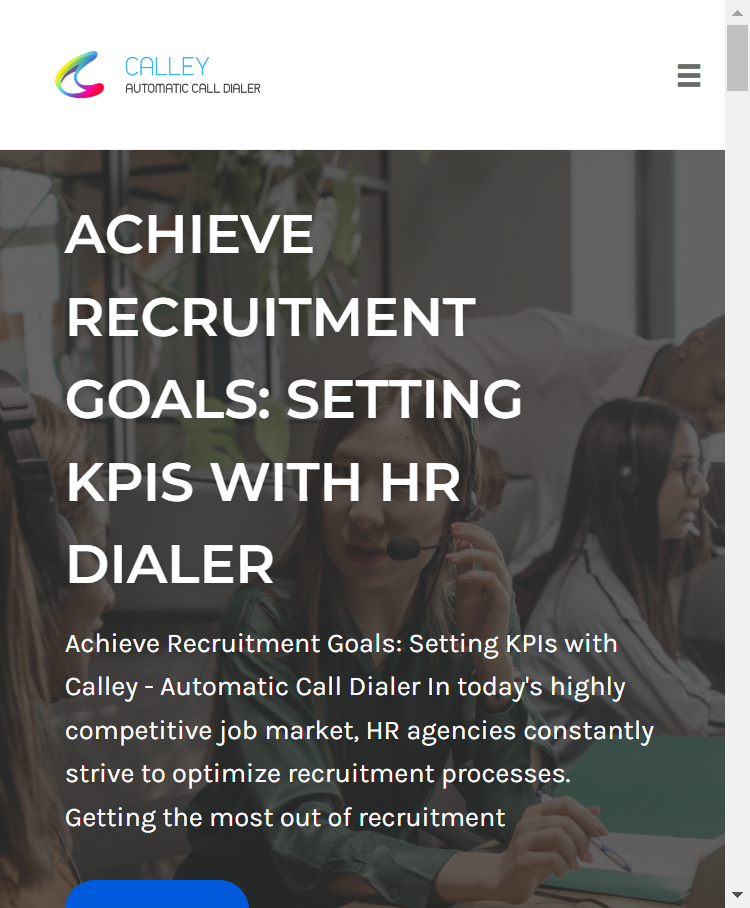 CALLEY
AUTOMATIC CALL DIALER
ACHIEVE
RECRUITMENT
GOALS: SETTING
KPIS WITH HR
DIALER
Achieve Recruitment Goals: Setting KPIs with
Calley - Automatic Call Dialer In today's highly
competitive job market, HR agencies constantly
strive to optimize recruitment processes.
Getting the most out of recruitment